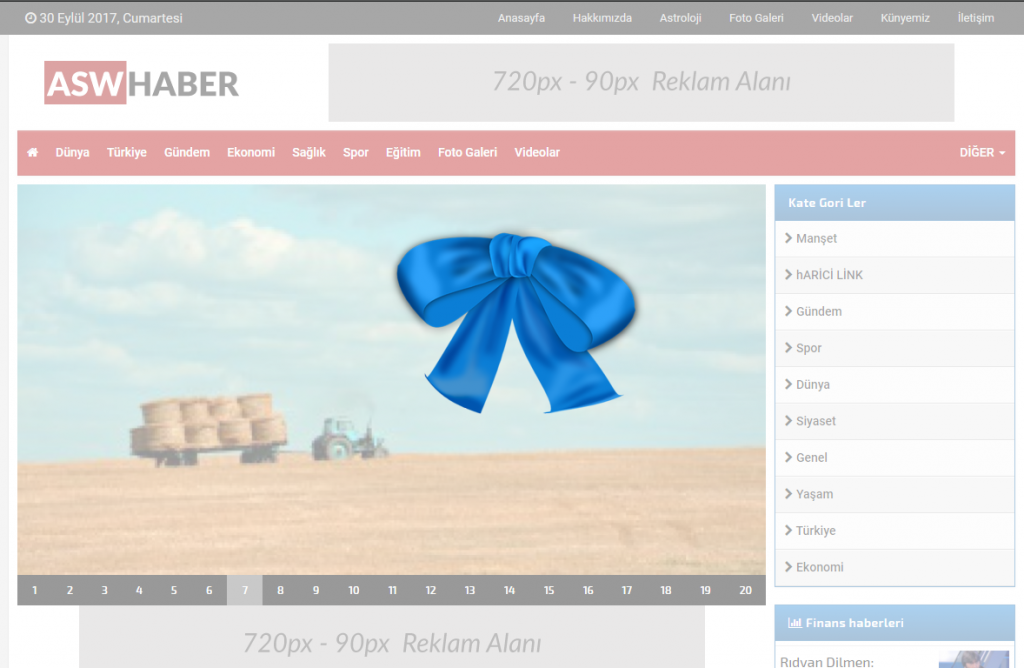 30 Eylül 2017, Cumartesi
Anasayfa Hakkımızda Astroloji Foto Galeri Videolar Künyemiz İletişim
ASWHABER
720px - 90px Reklam Alanı
Dünya Türkiye Gündem Ekonomi Sağlık Spor Eğitim Foto Galeri Videolar DİĞER
Kate Gori Ler
Manşet
hARİCİ LİNK
Gündem
Spor
Dünya
Siyaset
Genel
Yaşam
Türkiye
Ekonomi
1 2 3 4 5 6 7 8 9 10 11 12 13 14 15 16 17 18 19 20
720px - 90px Reklam Alanı
Finans haberleri
Rıdvan Dilmen: